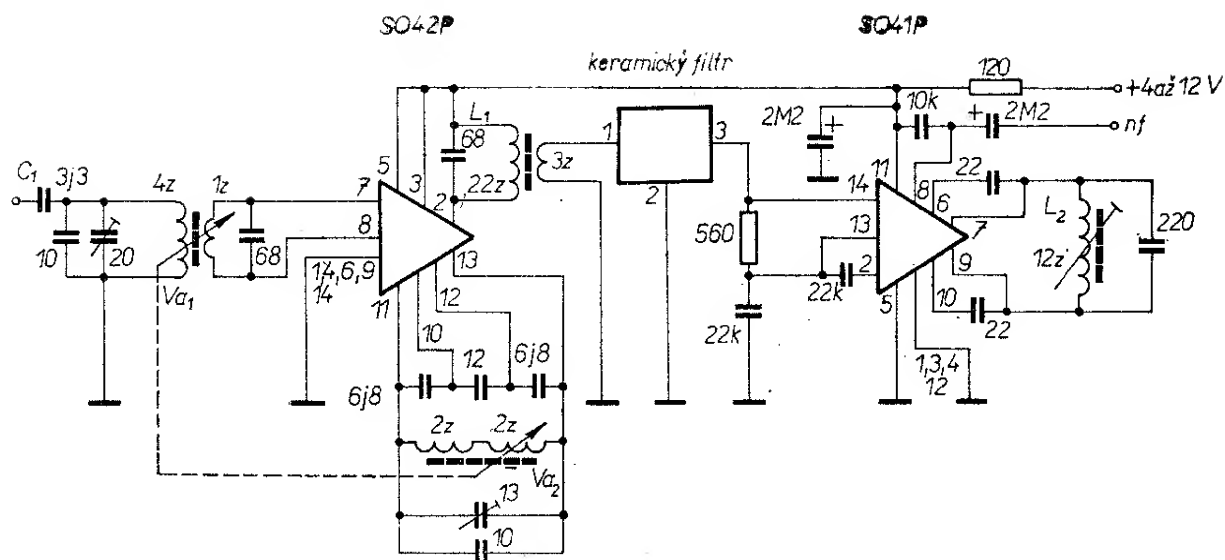 SO42P SO41P
keramický filtr
120
+4až12 V
10k
2M2
2M2
nf
L1
68
22z
3z
1
3
2
C1
3j3
4z
1z
10
20
Va1
68
5
3
2
7
8
1,4,6,9
14
11
10
12
13
14
13
2
11
8
6
7
9
10
5
1,3,4
12
560
22k
22k
22
22
L2
12z
220
6j8
12
6j8
2z
2z
Va2
13
10